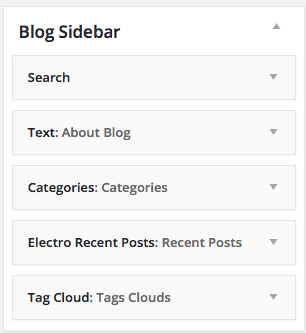 Blog Sidebar
Search
Text: About Blog
Categories: Categories
Electro Recent Posts: Recent Posts
Tag Cloud: Tags Clouds